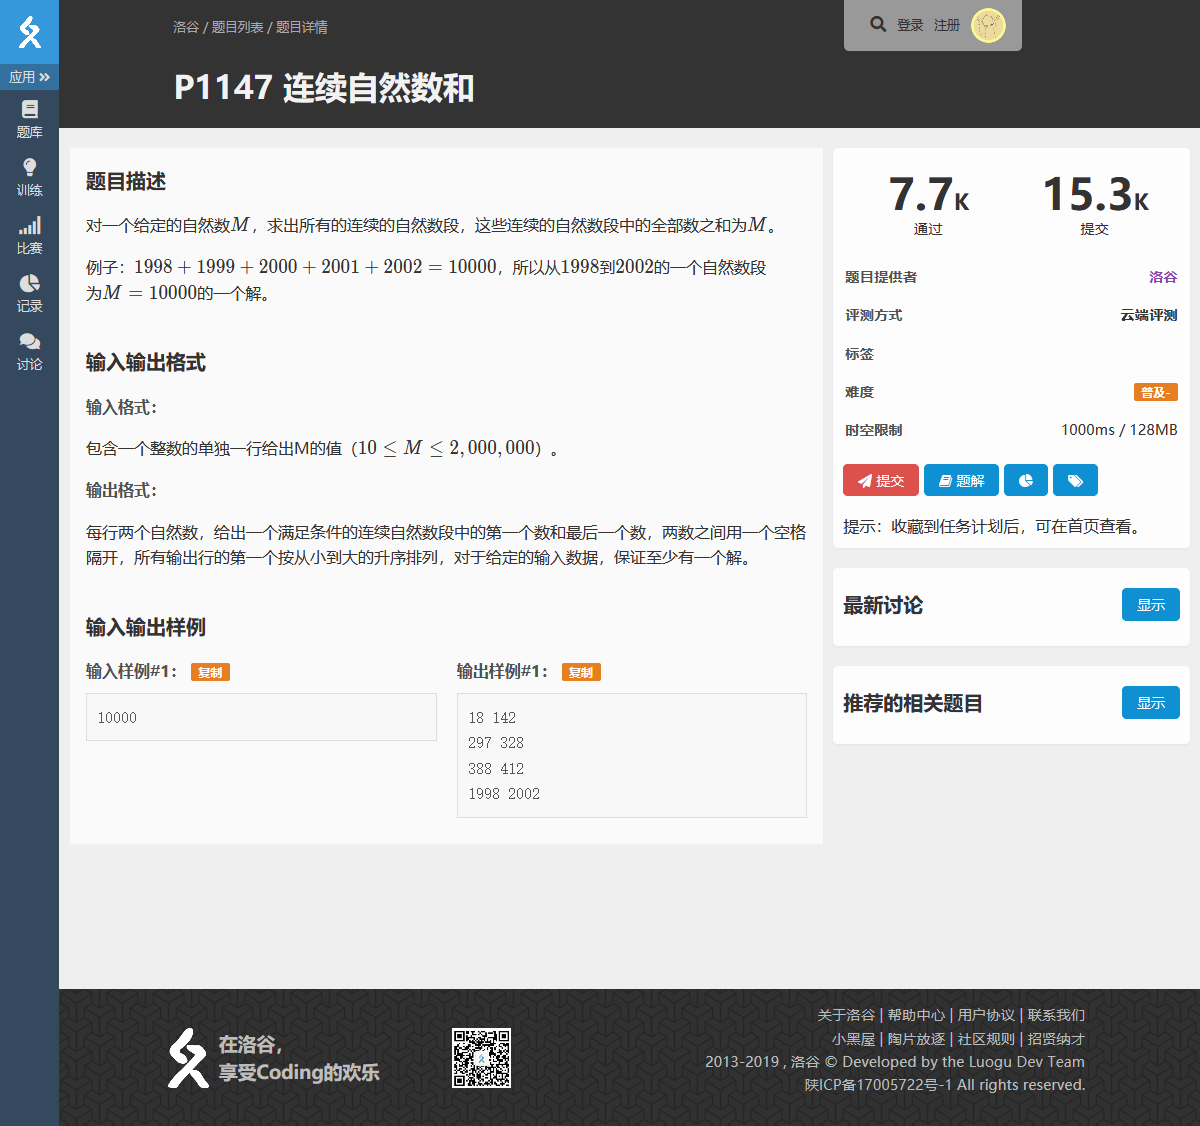 洛谷 / 题目列表 / 题目详情
登录 注册
P1147 连续自然数和
应用
题库
训练
比赛
记录
讨论
题目描述
对一个给定的自然数M，求出所有的连续的自然数段，这些连续的自然数段中的全部数之和为M。
例子：1998 + 1999 + 2000 + 2001 + 2002 = 10000，所以从1998到2002的一个自然数段
为M = 10000的一个解。
输入输出格式
输入格式：
包含一个整数的单独一行给出M的值（10 ≤ M ≤ 2,000,000）。
输出格式：
每行两个自然数，给出一个满足条件的连续自然数段中的第一个数和最后一个数，两数之间用一个空格
隔开，所有输出行的第一个按从小到大的升序排列，对于给定的输入数据，保证至少有一个解。
输入输出样例
输入样例#1： 复制
10000
输出样例#1： 复制
18 142
297 328
388 412
1998 2002
7.7K
通过
15.3K
提交
题目提供者 洛谷
评测方式 云端评测
标签
难度 普及-
时空限制 1000ms / 128MB
提交 题解
提示：收藏到任务计划后，可在首页查看。
最新讨论 显示
推荐的相关题目 显示
在洛谷，
享受Coding的欢乐
关于洛谷 | 帮助中心 | 用户协议 | 联系我们
小黑屋 | 陶片放逐 | 社区规则 | 招贤纳才
2013-2019 , 洛谷 © Developed by the Luogu Dev Team
陕ICP备17005722号-1 All rights reserved.